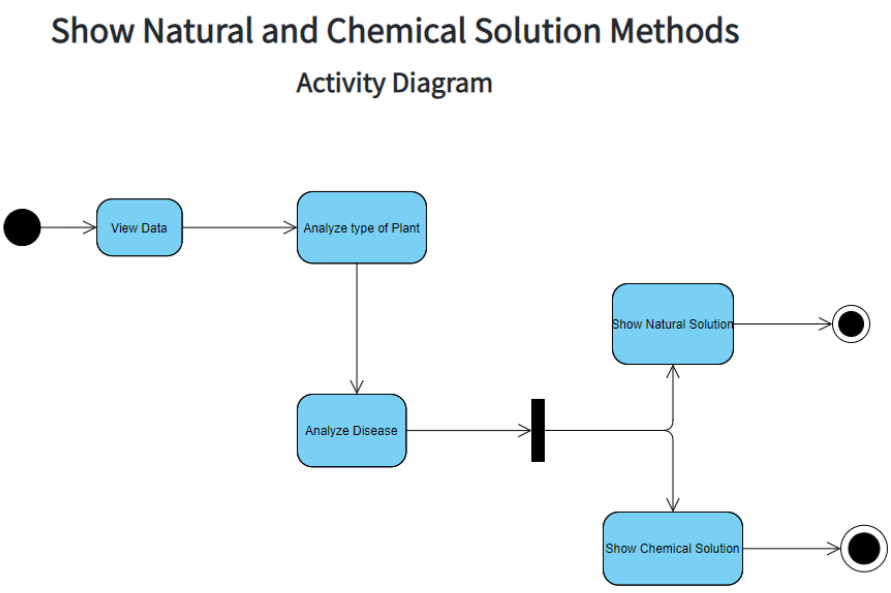 Show Natural and Chemical Solution Methods
Activity Diagram
View Data
Analyze type of Plant
Show Natural Solution
Analyze Disease
Show Chemical Solution